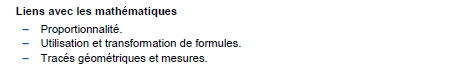 Liens avec les mathématiques
– Proportionnalité.
– Utilisation et transformation de formules.
– Tracés géométriques et mesures.